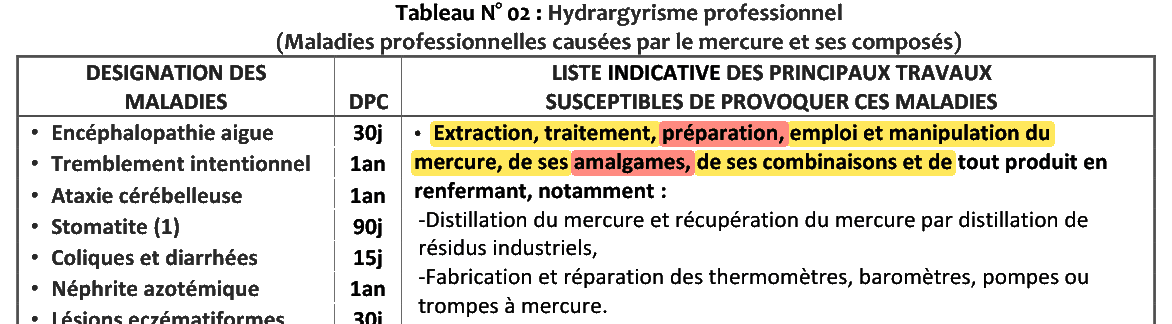 Tableau N° 02 : Hydrargyrisme professionnel
(Maladies professionnelles causées par le mercure et ses composés)
DESIGNATION DES
MALADIES
DPC
LISTE INDICATIVE DES PRINCIPAUX TRAVAUX
SUSCEPTIBLES DE PROVOQUER CES MALADIES
• Encéphalopathie aigue 30j
• Tremblement intentionnel 1an
• Ataxie cérébelleuse 1an
• Stomatite (1) 90j
• Coliques et diarrhées 15j
• Néphrite azotémique 1an
• Lésions eczématiformes 30j
• Extraction, traitement, préparation, emploi et manipulation du
mercure, de ses amalgames, de ses combinaisons et de tout produit en
renfermant, notamment :
-Distillation du mercure et récupération du mercure par distillation de
résidus industriels,
-Fabrication et réparation des thermomètres, baromètres, pompes ou
trompes à mercure.